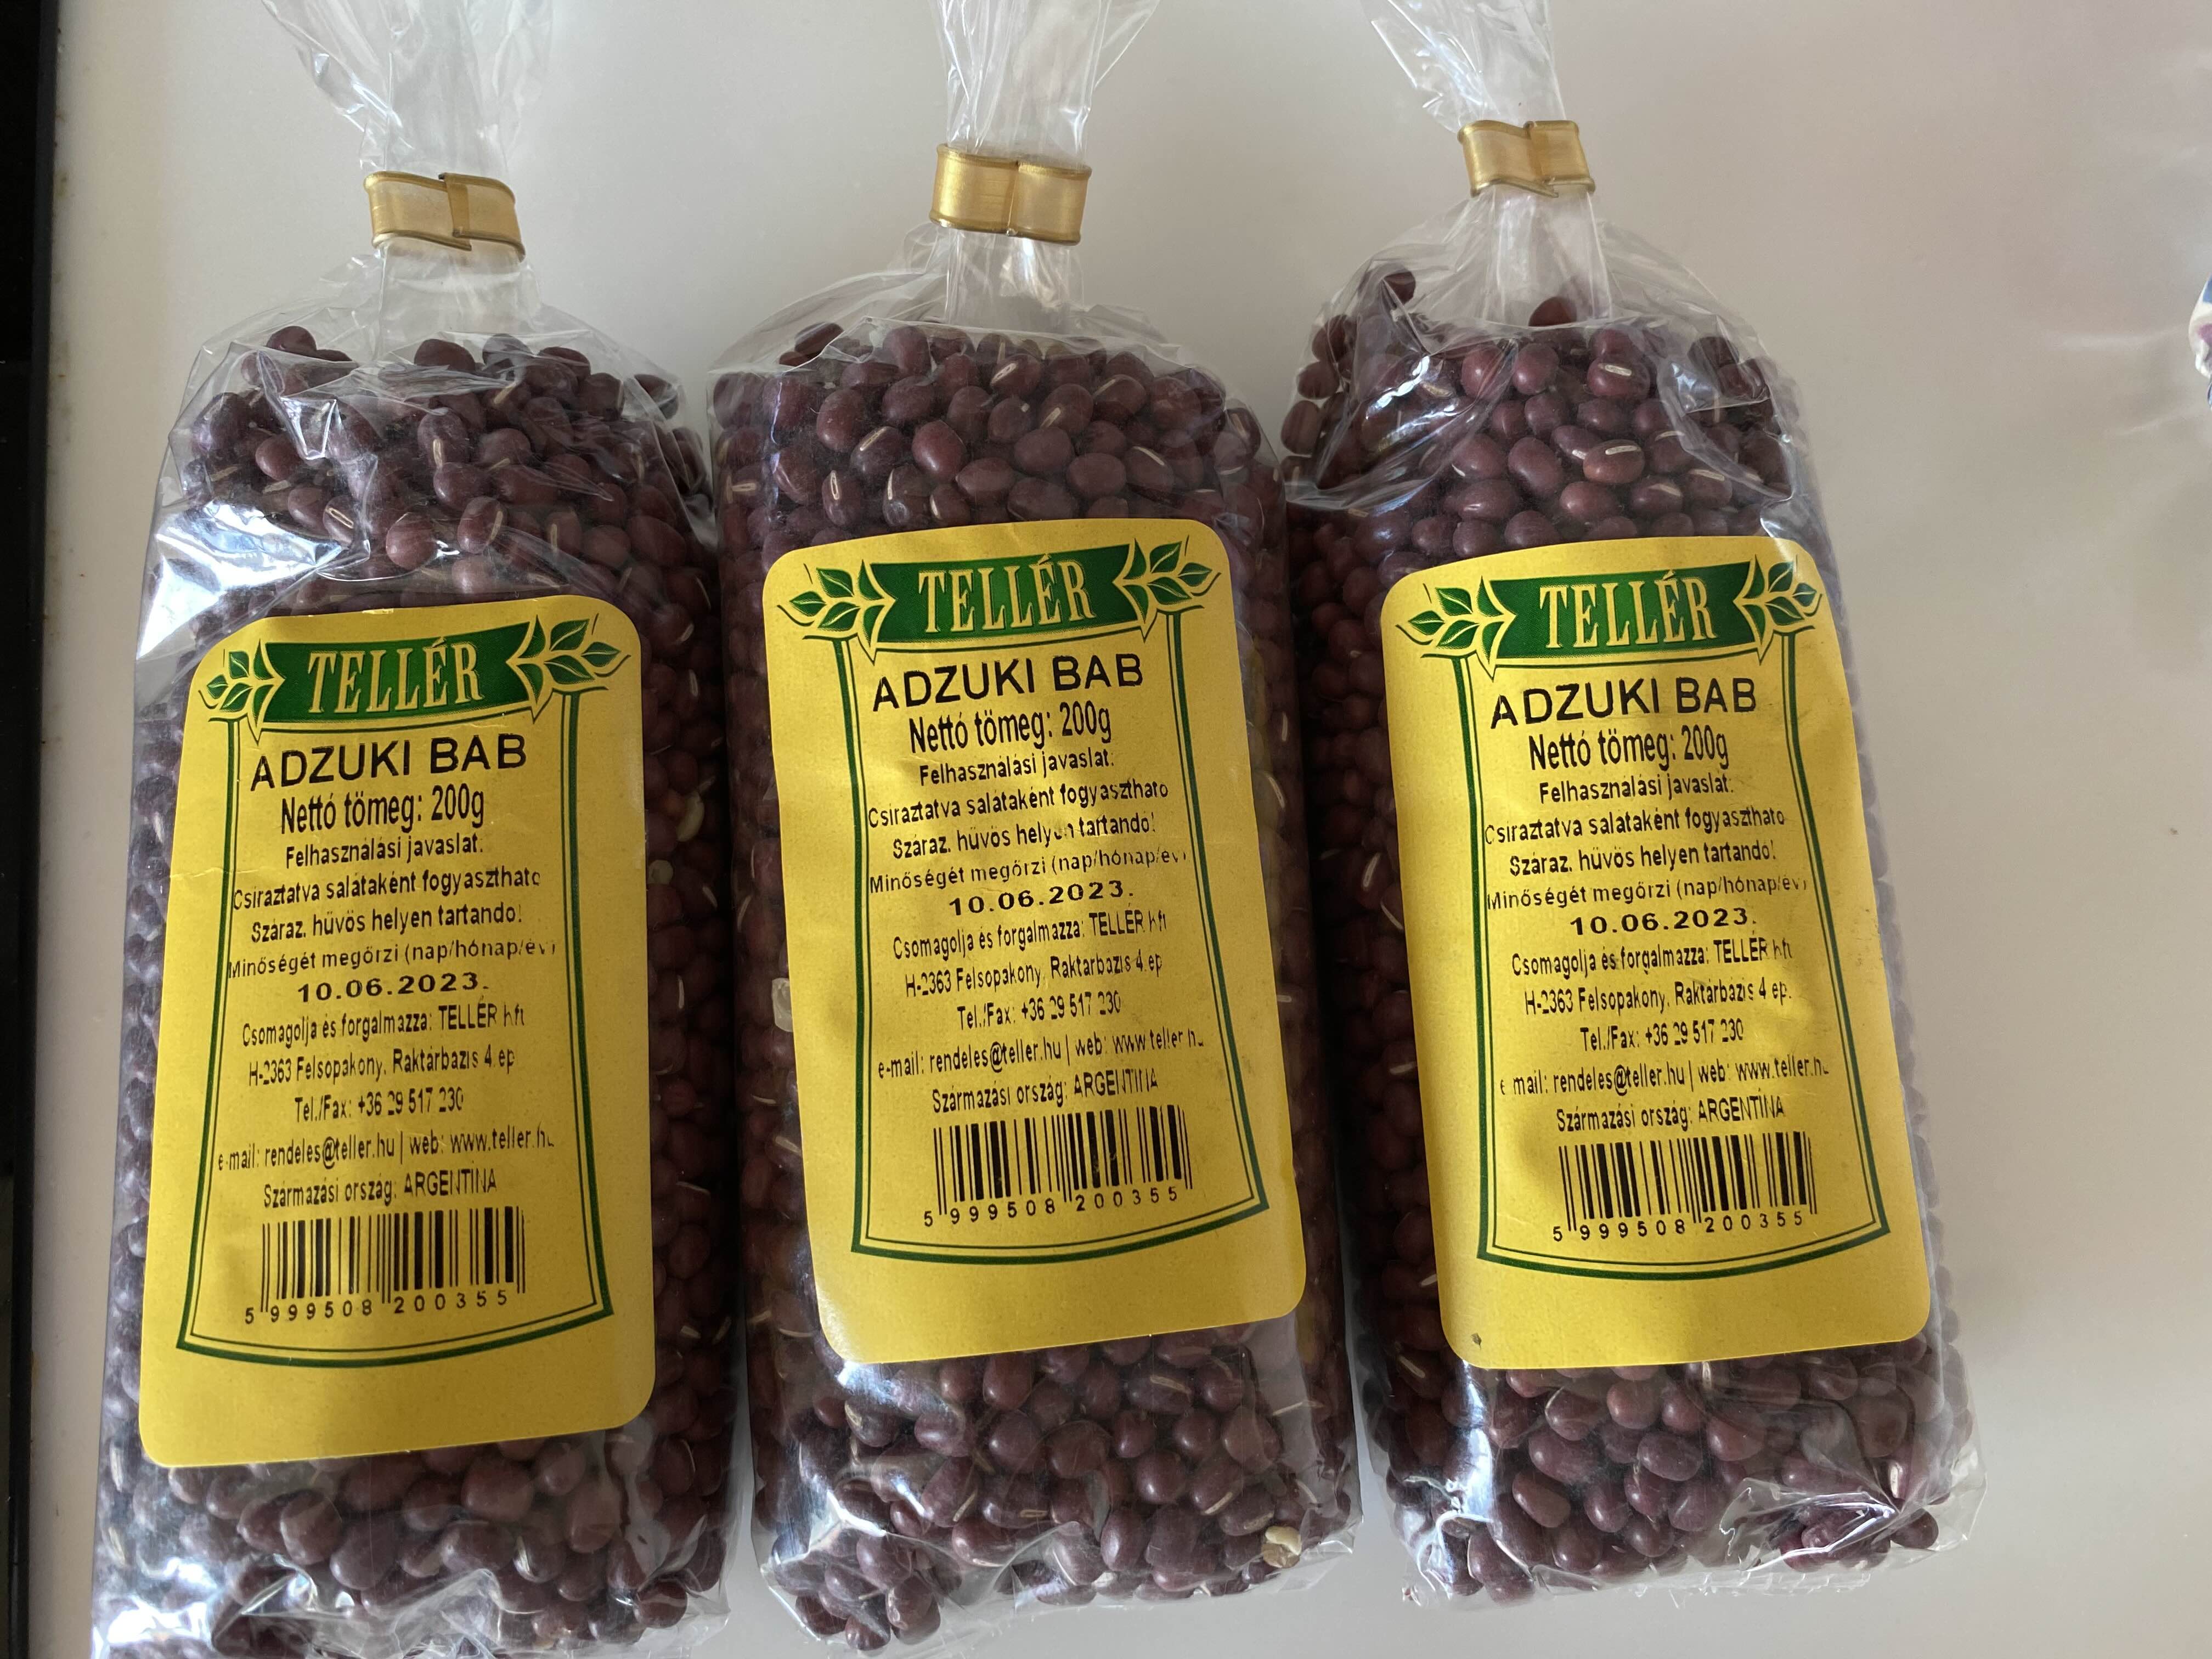 TELLÉR
ADZUKI BAB
Nettó tömeg: 200g
Felhasználási javaslat:
Csíraztatva salátaként fogyasztható
Száraz, hűvös helyen tartandó!
Minőségét megőrzi (nap/hónap/év)
10.06.2023.
Csomagolja és forgalmazza: TELLÉR kft
H-2363 Felsopakony, Raktárbázis 4.ep
Tel./Fax: +36 29 517 230
e-mail: rendeles@teller.hu | web: www.teller.hu
Származási ország: ARGENTINA
5 999508 200355
TELLÉR
ADZUKI BAB
Nettó tömeg: 200g
Felhasználási javaslat:
Csíraztatva salátaként fogyasztható
Száraz, hűvös helyen tartandó!
Minőségét megőrzi (nap/hónap/év)
10.06.2023.
Csomagolja és forgalmazza: TELLÉR kft
H-2363 Felsopakony, Raktárbázis 4.ep
Tel./Fax: +36 29 517 230
e-mail: rendeles@teller.hu | web: www.teller.hu
Származási ország: ARGENTINA
5 999508 200355
TELLÉR
ADZUKI BAB
Nettó tömeg: 200g
Felhasználási javaslat:
Csíraztatva salátaként fogyasztható
Száraz, hűvös helyen tartandó!
Minőségét megőrzi (nap/hónap/év)
10.06.2023.
Csomagolja és forgalmazza: TELLÉR kft
H-2363 Felsopakony, Raktárbázis 4 ep.
Tel./Fax: +36 29 517 230
e-mail: rendeles@teller.hu | web: www.teller.hu
Származási ország: ARGENTINA
5 999508 200355